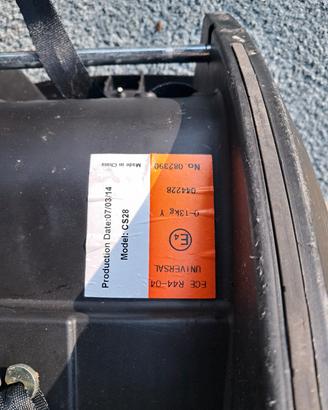 ECE R44-04
UNIVERSAL
E4
0-13kg Y
044228
No. 082390
Made in China
Production Date:07/03/14
Model: CS28